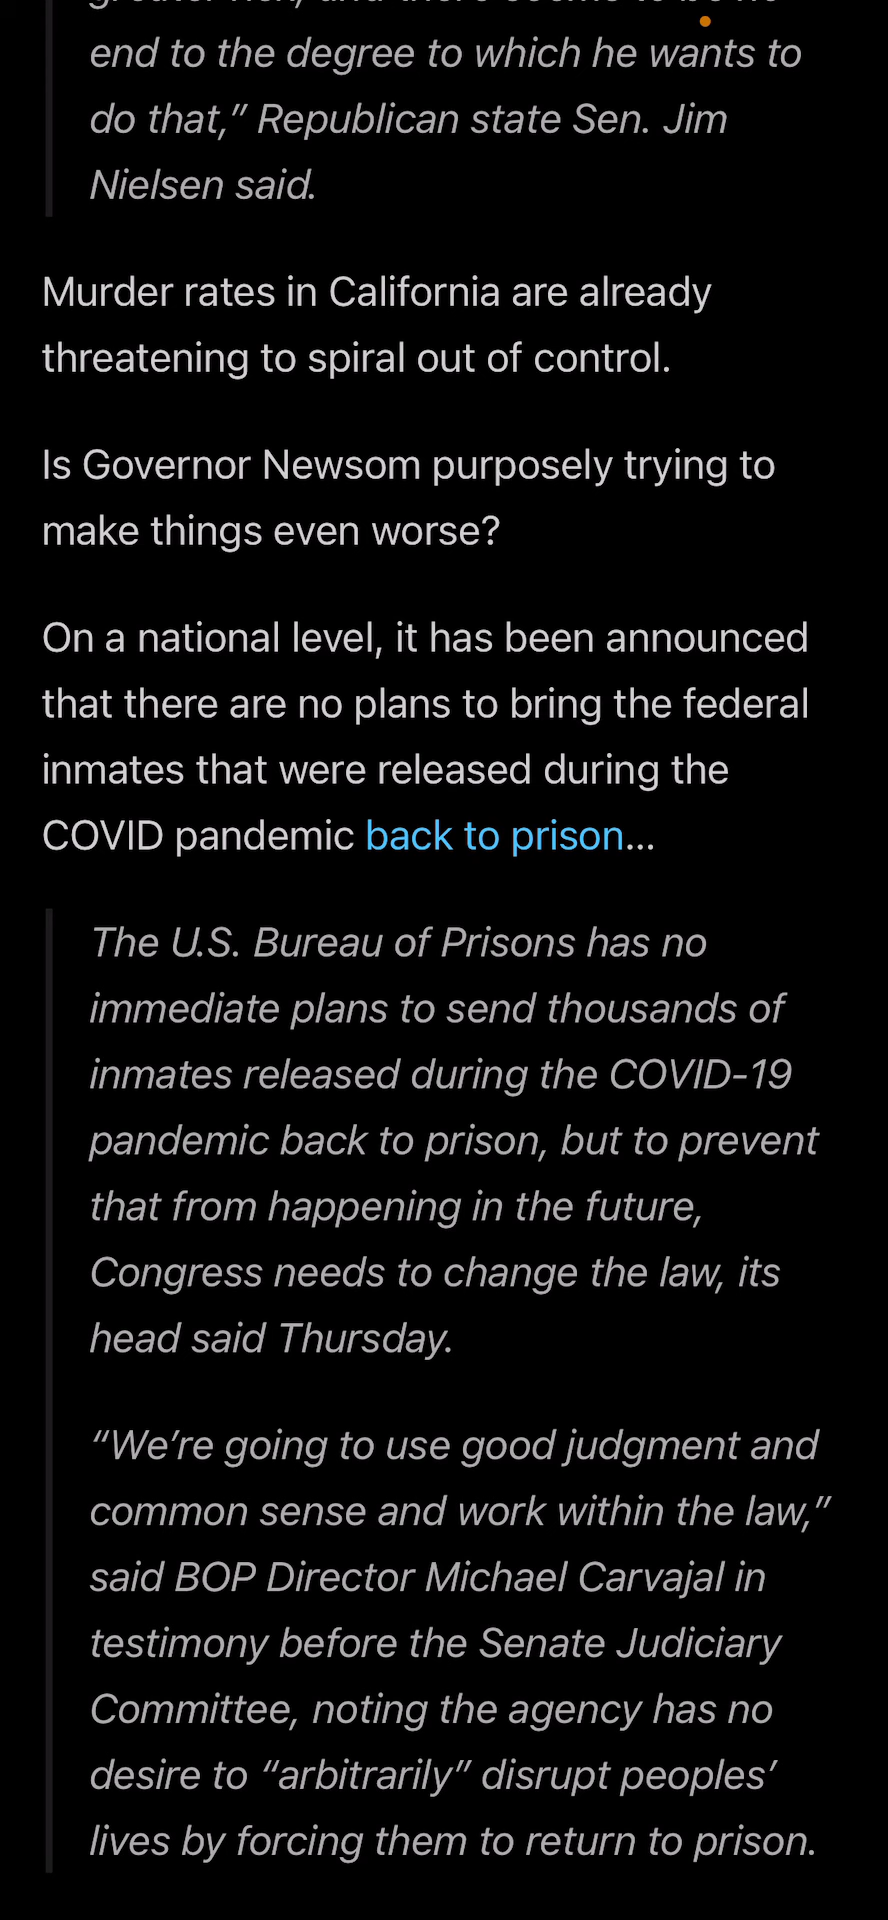 end to the degree to which he wants to
do that,” Republican state Sen. Jim
Nielsen said.
Murder rates in California are already
threatening to spiral out of control.
Is Governor Newsom purposely trying to
make things even worse?
On a national level, it has been announced
that there are no plans to bring the federal
inmates that were released during the
COVID pandemic back to prison…
The U.S. Bureau of Prisons has no
immediate plans to send thousands of
inmates released during the COVID-19
pandemic back to prison, but to prevent
that from happening in the future,
Congress needs to change the law, its
head said Thursday.
“We’re going to use good judgment and
common sense and work within the law,”
said BOP Director Michael Carvajal in
testimony before the Senate Judiciary
Committee, noting the agency has no
desire to “arbitrarily” disrupt peoples’
lives by forcing them to return to prison.